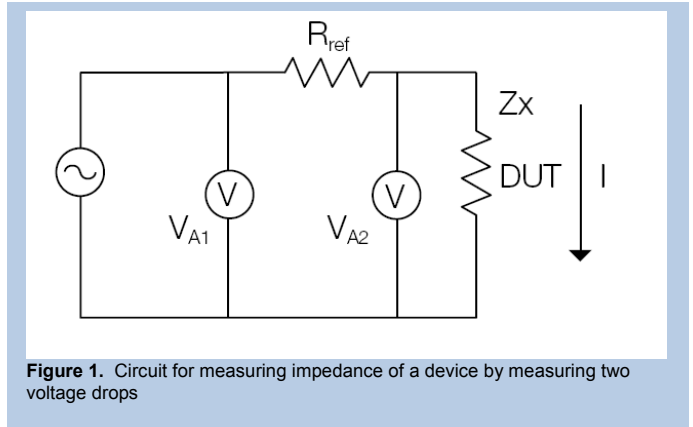 Rref
Zx
DUT
I
V
V
VA1
VA2
Figure 1. Circuit for measuring impedance of a device by measuring two
voltage drops